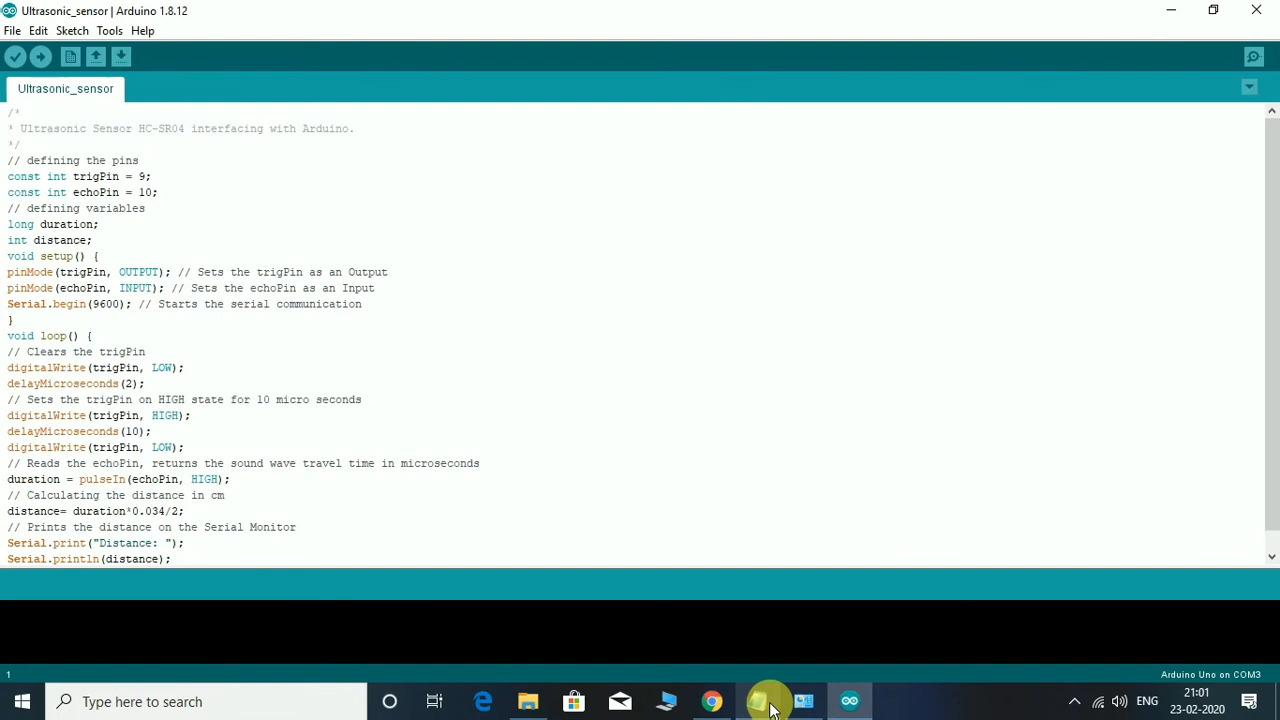 Ultrasonic_sensor | Arduino 1.8.12
File Edit Sketch Tools Help
Ultrasonic_sensor
/*
* Ultrasonic Sensor HC-SR04 interfacing with Arduino.
*/
// defining the pins
const int trigPin = 9;
const int echoPin = 10;
// defining variables
long duration;
int distance;
void setup() {
pinMode(trigPin, OUTPUT); // Sets the trigPin as an Output
pinMode(echoPin, INPUT); // Sets the echoPin as an Input
Serial.begin(9600); // Starts the serial communication
}
void loop() {
// Clears the trigPin
digitalWrite(trigPin, LOW);
delayMicroseconds(2);
// Sets the trigPin on HIGH state for 10 micro seconds
digitalWrite(trigPin, HIGH);
delayMicroseconds(10);
digitalWrite(trigPin, LOW);
// Reads the echoPin, returns the sound wave travel time in microseconds
duration = pulseIn(echoPin, HIGH);
// Calculating the distance in cm
distance= duration*0.034/2;
// Prints the distance on the Serial Monitor
Serial.print("Distance: ");
Serial.println(distance);
1
Arduino Uno on COM3
Type here to search
ENG
21:01
23-02-2020